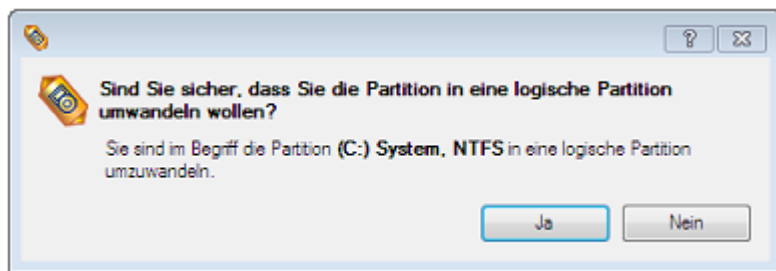 Sind Sie sicher, dass Sie die Partition in eine logische Partition
umwandeln wollen?
Sie sind im Begriff die Partition (C:) System, NTFS in eine logische Partition
umzuwandeln.
Ja
Nein